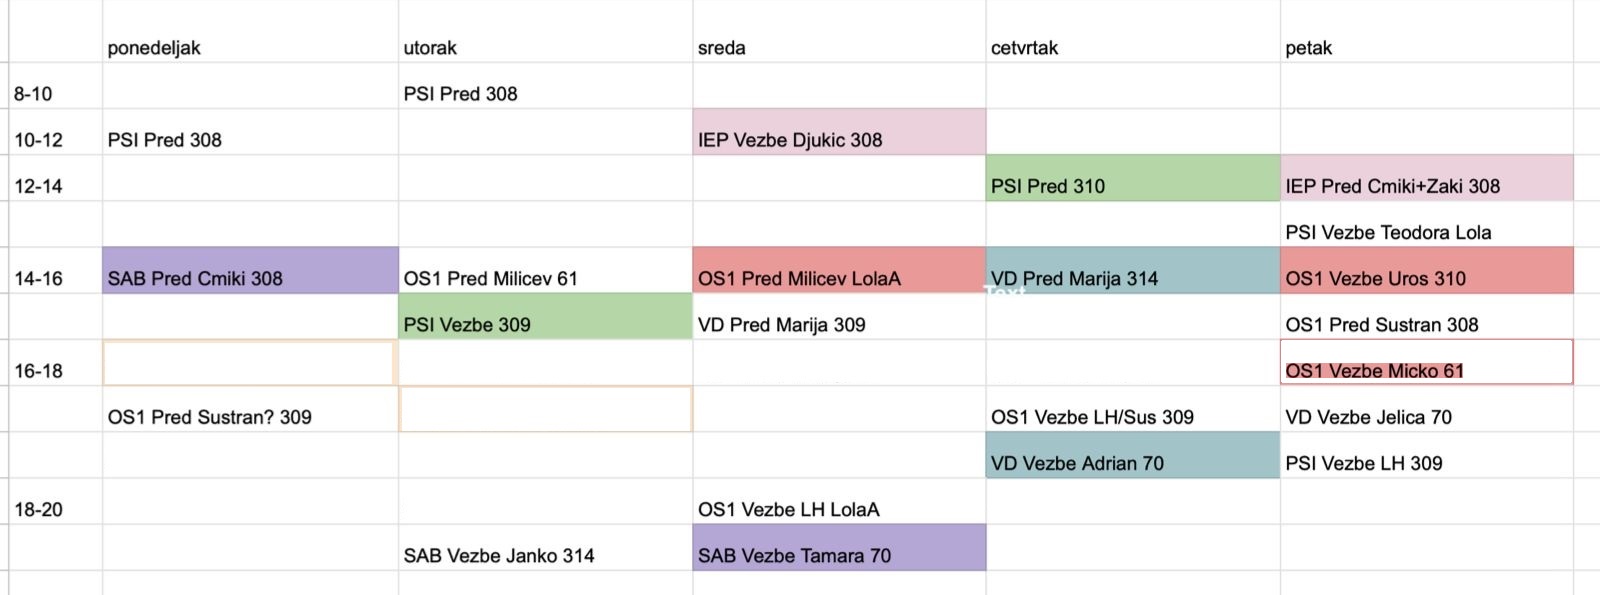 ponedeljak utorak sreda cetvrtak petak
8-10 PSI Pred 308
10-12 PSI Pred 308 IEP Vezbe Djukic 308
12-14 PSI Pred 310 IEP Pred Cmiki+Zaki 308
PSI Vezbe Teodora Lola
14-16 SAB Pred Cmiki 308 OS1 Pred Milicev 61 OS1 Pred Milicev LolaA VD Pred Marija 314 OS1 Vezbe Uros 310
Text
PSI Vezbe 309 VD Pred Marija 309 OS1 Pred Sustran 308
16-18 OS1 Vezbe Micko 61
OS1 Pred Sustran? 309 OS1 Vezbe LH/Sus 309 VD Vezbe Jelica 70
VD Vezbe Adrian 70 PSI Vezbe LH 309
18-20 OS1 Vezbe LH LolaA
SAB Vezbe Janko 314 SAB Vezbe Tamara 70